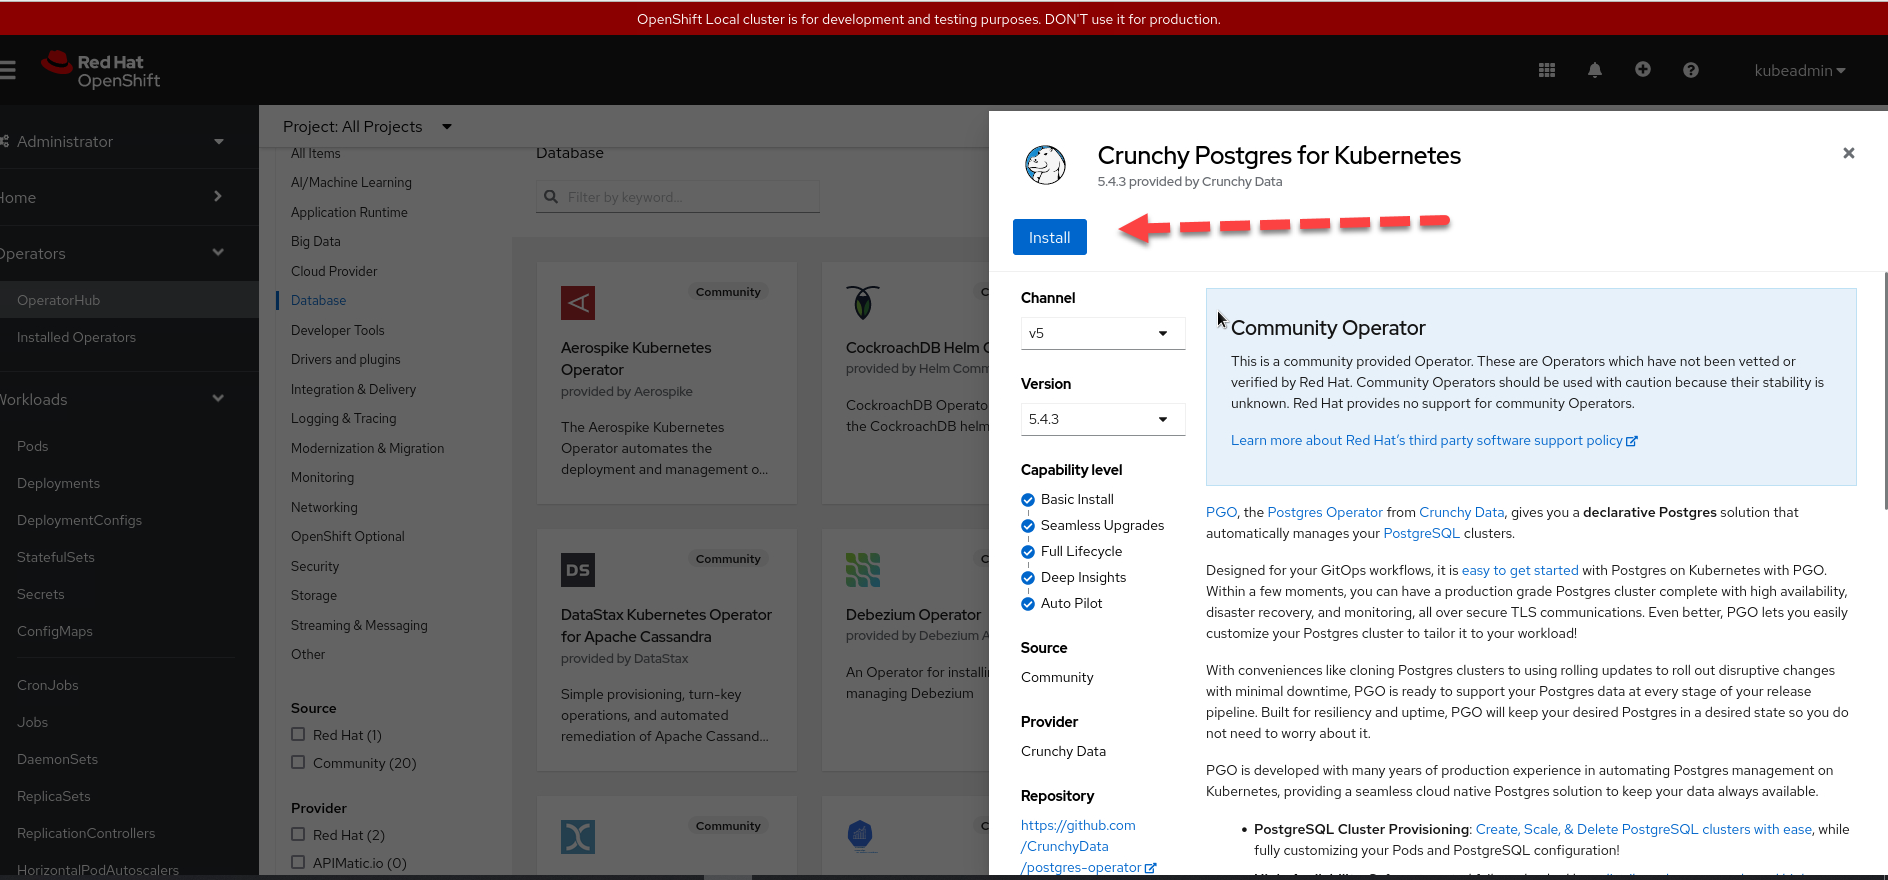 OpenShift Local cluster is for development and testing purposes. DON'T use it for production.
Red Hat
OpenShift
kubeadmin
Administrator
Home
Operators
OperatorHub
Installed Operators
Workloads
Pods
Deployments
DeploymentConfigs
StatefulSets
Secrets
ConfigMaps
CronJobs
Jobs
DaemonSets
ReplicaSets
ReplicationControllers
HorizontalPodAutoscalers
Project: All Projects
All Items
AI/Machine Learning
Application Runtime
Big Data
Cloud Provider
Database
Developer Tools
Drivers and plugins
Integration & Delivery
Logging & Tracing
Modernization & Migration
Monitoring
Networking
OpenShift Optional
Security
Storage
Streaming & Messaging
Other
Source
Red Hat (1)
Community (20)
Provider
Red Hat (2)
APIMatic.io (0)
Database
Filter by keyword...
Community
Aerospike Kubernetes
Operator
provided by Aerospike
The Aerospike Kubernetes
Operator automates the
deployment and management o...
C
CockroachDB Helm C
provided by Helm Comm
CockroachDB Operato
the CockroachDB helm
DS
Community
DataStax Kubernetes Operator
for Apache Cassandra
provided by DataStax
Simple provisioning, turn-key
operations, and automated
remediation of Apache Cassand...
C
Debezium Operator
provided by Debezium A
An Operator for installi
managing Debezium
Community
C
Crunchy Postgres for Kubernetes
5.4.3 provided by Crunchy Data
Install
Channel
v5
Version
5.4.3
Capability level
Basic Install
Seamless Upgrades
Full Lifecycle
Deep Insights
Auto Pilot
Source
Community
Provider
Crunchy Data
Repository
https://github.com
/CrunchyData
/postgres-operator
Community Operator
This is a community provided Operator. These are Operators which have not been vetted or
verified by Red Hat. Community Operators should be used with caution because their stability is
unknown. Red Hat provides no support for community Operators.
Learn more about Red Hat's third party software support policy
PGO, the Postgres Operator from Crunchy Data, gives you a declarative Postgres solution that
automatically manages your PostgreSQL clusters.
Designed for your GitOps workflows, it is easy to get started with Postgres on Kubernetes with PGO.
Within a few moments, you can have a production grade Postgres cluster complete with high availability,
disaster recovery, and monitoring, all over secure TLS communications. Even better, PGO lets you easily
customize your Postgres cluster to tailor it to your workload!
With conveniences like cloning Postgres clusters to using rolling updates to roll out disruptive changes
with minimal downtime, PGO is ready to support your Postgres data at every stage of your release
pipeline. Built for resiliency and uptime, PGO will keep your desired Postgres in a desired state so you do
not need to worry about it.
PGO is developed with many years of production experience in automating Postgres management on
Kubernetes, providing a seamless cloud native Postgres solution to keep your data always available.
• PostgreSQL Cluster Provisioning: Create, Scale, & Delete PostgreSQL clusters with ease, while
fully customizing your Pods and PostgreSQL configuration!